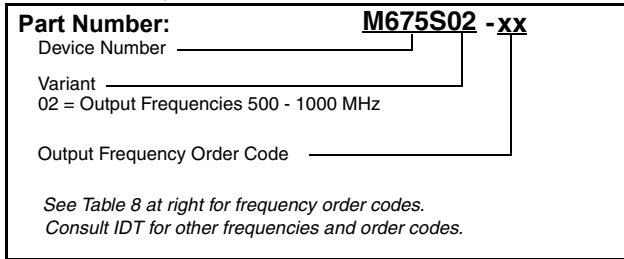 Part Number: M675S02 - xx
Device Number
Variant
02 = Output Frequencies 500 - 1000 MHz
Output Frequency Order Code
See Table 8 at right for frequency order codes.
Consult IDT for other frequencies and order codes.